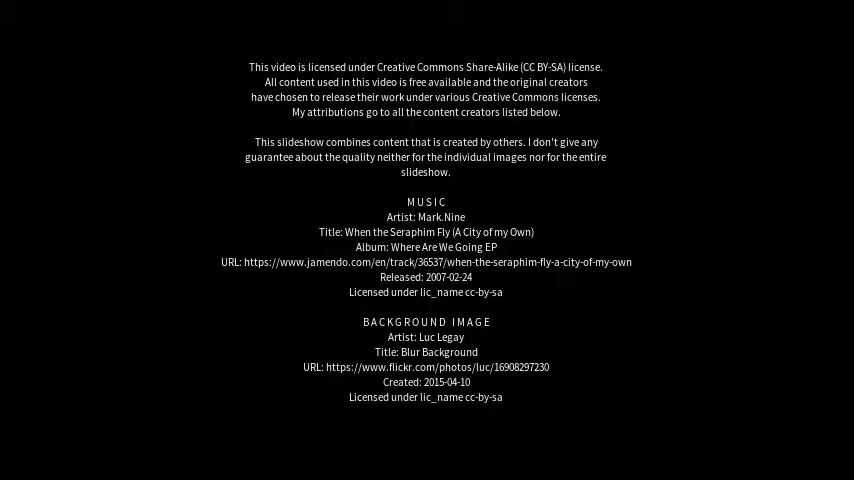 This video is licensed under Creative Commons Share-Alike (CC BY-SA) license.
All content used in this video is free available and the original creators
have chosen to release their work under various Creative Commons licenses.
My attributions go to all the content creators listed below.
This slideshow combines content that is created by others. I don't give any
guarantee about the quality neither for the individual images nor for the entire
slideshow.
MUSIC
Artist: Mark.Nine
Title: When the Seraphim Fly (A City of my Own)
Album: Where Are We Going EP
URL: https://www.jamendo.com/en/track/36537/when-the-seraphim-fly-a-city-of-my-own
Released: 2007-02-24
Licensed under lic_name cc-by-sa
BACKGROUND IMAGE
Artist: Luc Legay
Title: Blur Background
URL: https://www.flickr.com/photos/luc/16908297230
Created: 2015-04-10
Licensed under lic_name cc-by-sa